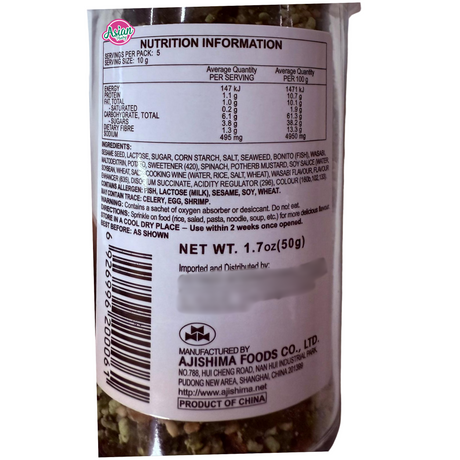 Asian
NUTRITION INFORMATION
SERVINGS PER PACK: 5
SERVING SIZE: 10 g
Average Quantity Average Quantity
PER SERVING PER 100 g
ENERGY 147 kJ 1471 kJ
PROTEIN 1.1 g 10.7 g
FAT, TOTAL 1.0 g 10.1 g
- SATURATED 0.2 g 1.9 g
CARBOHYDRATE, TOTAL 6.1 g 61.3 g
- SUGARS 3.8 g 38.2 g
DIETARY FIBRE 1.3 g 13.3 g
SODIUM 495 mg 4950 mg
INGREDIENTS:
SESAME SEED, LACTOSE, SUGAR, CORN STARCH, SALT, SEAWEED, BONITO (FISH), WASABI,
MALTODEXTRIN, POTATO, SWEETENER (420), SPINACH, POTHERB MUSTARD, SOY SAUCE (WATER,
SOYBEAN, WHEAT, SALT), COOKING WINE (WATER, RICE, SALT, WHEAT), WASABI FLAVOUR, FLAVOUR
ENHANCER (635), DISODIUM SUCCINATE, ACIDITY REGULATOR (296), COLOUR (160b, 102, 133).
CONTAINS ALLERGEN: FISH, LACTOSE (MILK), SESAME, SOY, WHEAT.
MAY CONTAIN TRACE: CELERY, EGG, SHRIMP.
WARNING: Contains a sachet of oxygen absorber or desiccant. Do not eat.
DIRECTIONS: Sprinkle on food (rice, salad, pasta, noodle, soup, etc.) for more delicious flavour.
STORE IN A COOL DRY PLACE – Use within 2 weeks once opened.
BEST BEFORE: AS SHOWN
NET WT. 1.7oz(50g)
Imported and Distributed by:
6 926996 200061
MANUFACTURED BY
AJISHIMA FOODS CO., LTD.
NO.788, HUI CHENG ROAD, NAN HUI INDUSTRIAL PARK,
PUDONG NEW AREA, SHANGHAI, CHINA 201399
http://www.ajishima.net
PRODUCT OF CHINA